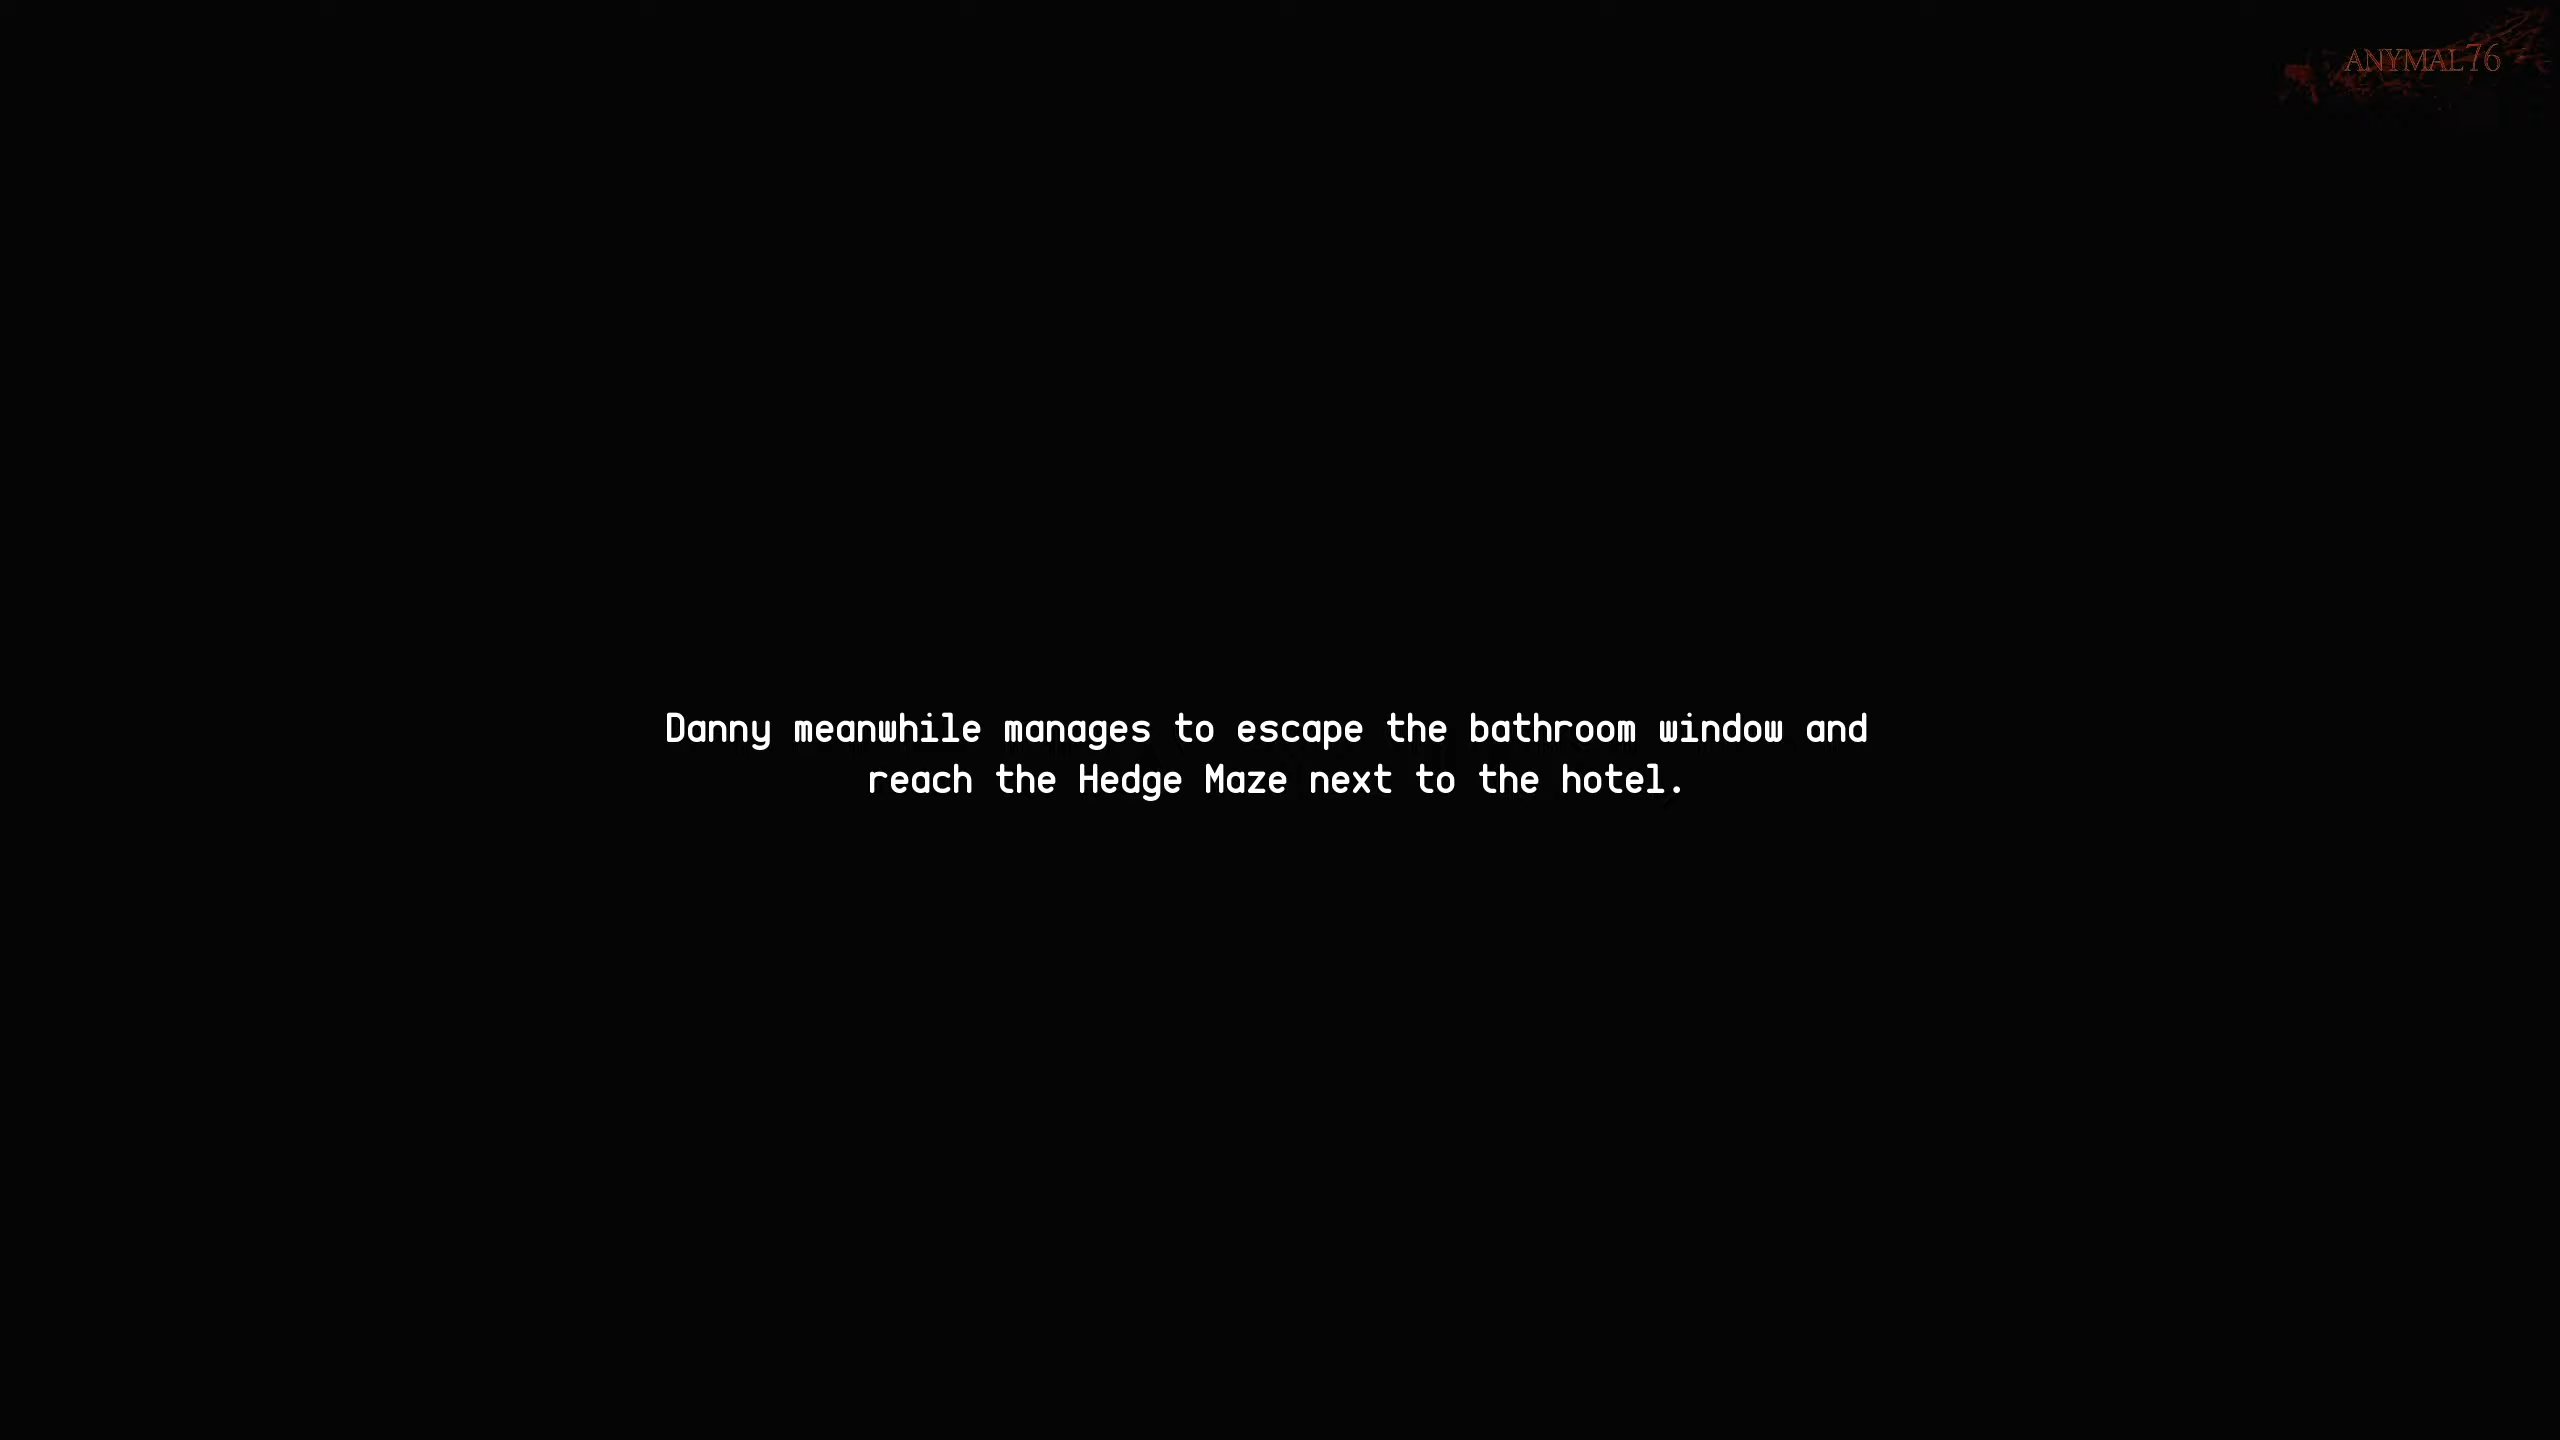 ANYMAL76
Danny meanwhile manages to escape the bathroom window and
reach the Hedge Maze next to the hotel.